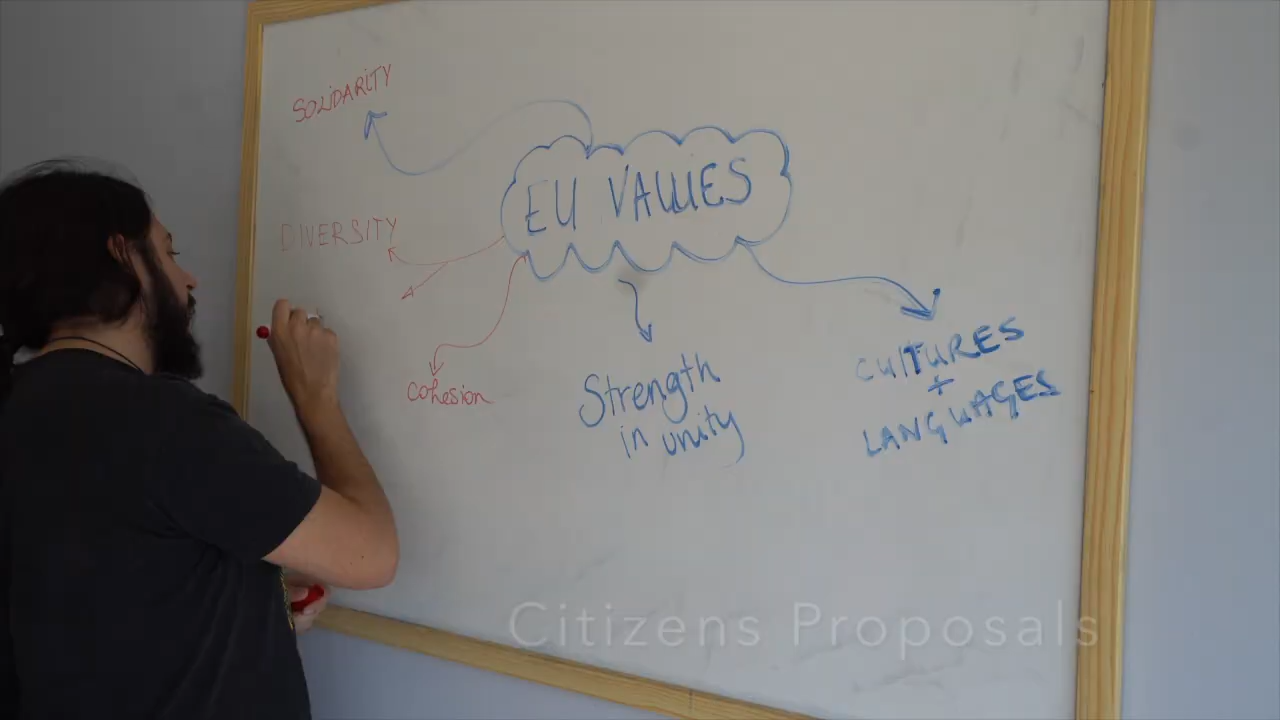 SOLIDARITY
EU VALUES
DIVERSITY
cohesion
Strength
in unity
CULTURES
+
LANGUAGES
Citizens Proposals